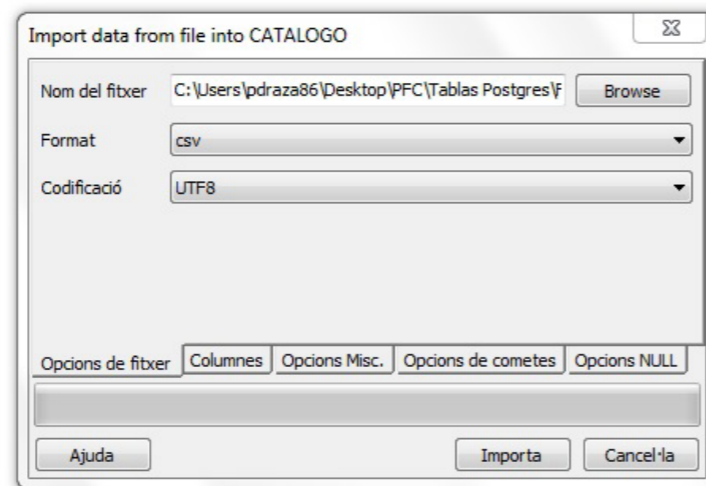 Import data from file into CATALOGO
Nom del fitxer C:\Users\pdraza86\Desktop\PFC\Tablas Postgres\F Browse
Format csv
Codificació UTF8
Opcions de fitxer Columnes Opcions Misc. Opcions de cometes Opcions NULL
Ajuda Importa Cancel·la